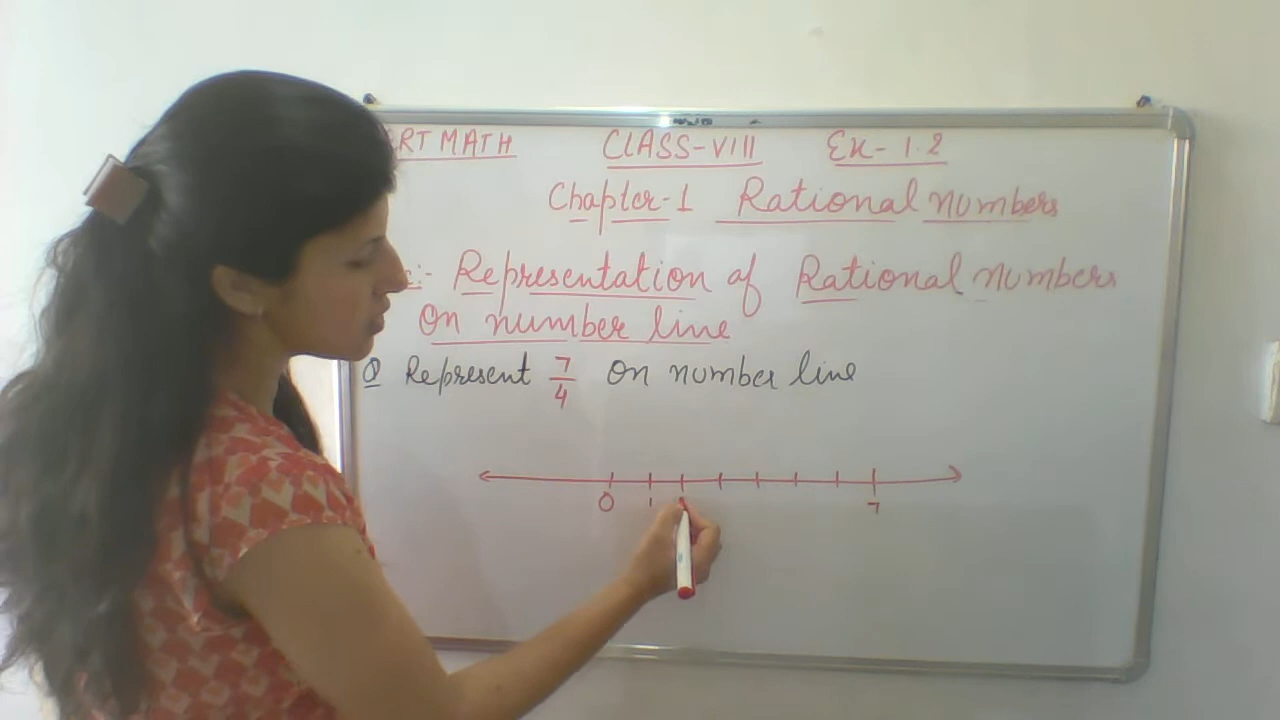 CLASS-VIII Ex-1.2
MATH
Chapter-1 Rational Numbers
Representation of Rational Numbers
On number line
Q Represent 7/4 on number line
0 1 7